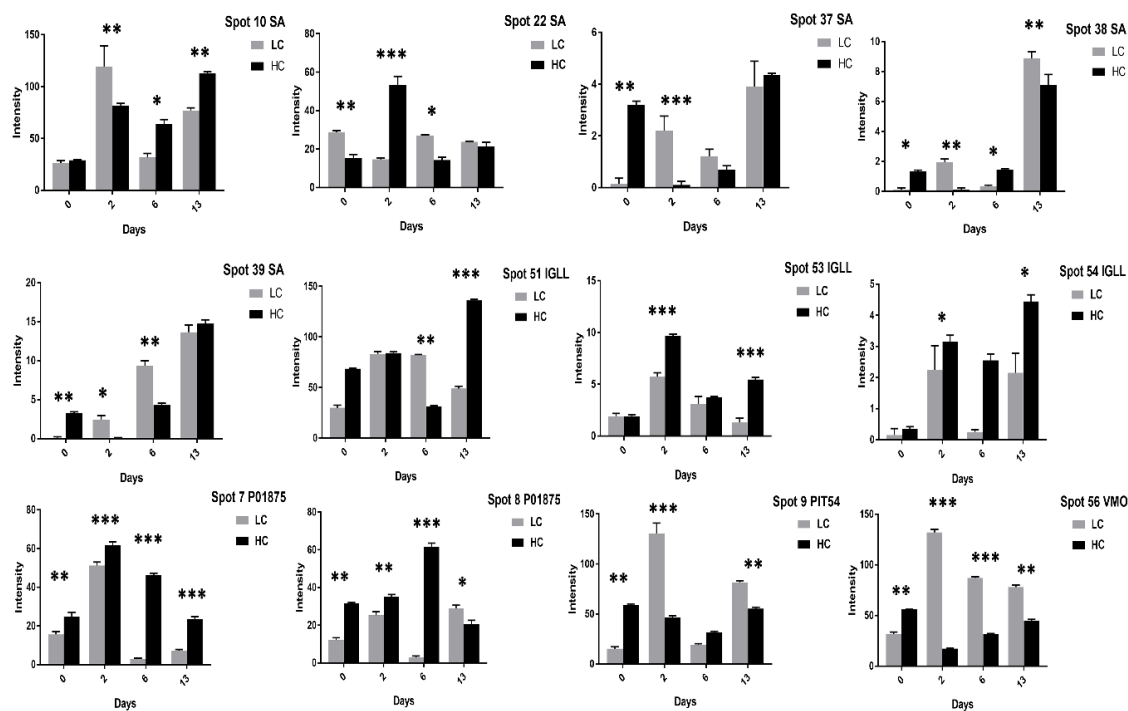 Spot 10 SA
LC
HC
Intensity
150
100
50
0
** * **
0 2 6 13
Days
Spot 22 SA
LC
HC
Intensity
80
60
40
20
0
** *** *
0 2 6 13
Days
Spot 37 SA
LC
HC
Intensity
6
4
2
0
** ***
0 2 6 13
Days
Spot 38 SA
LC
HC
Intensity
10
8
6
4
2
0
* ** * **
0 2 6 13
Days
Spot 39 SA
LC
HC
Intensity
20
15
10
5
0
** * **
0 2 6 13
Days
Spot 51 IGLL
LC
HC
Intensity
150
100
50
0
** ***
0 2 6 13
Days
Spot 53 IGLL
LC
HC
Intensity
15
10
5
0
*** ***
0 2 6 13
Days
Spot 54 IGLL
LC
HC
Intensity
5
4
3
2
1
0
* *
0 2 6 13
Days
Spot 7 P01875
LC
HC
Intensity
80
60
40
20
0
** *** *** ***
0 2 6 13
Days
Spot 8 P01875
LC
HC
Intensity
80
60
40
20
0
** ** *** *
0 2 6 13
Days
Spot 9 PIT54
LC
HC
Intensity
150
100
50
0
** *** **
0 2 6 13
Days
Spot 56 VMO
LC
HC
Intensity
150
100
50
0
** *** *** **
0 2 6 13
Days